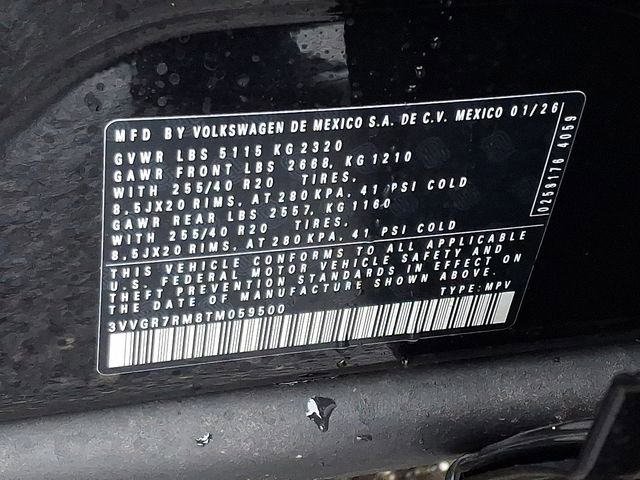 MFD BY VOLKSWAGEN DE MEXICO S.A. DE C.V. MEXICO 01/26
GVWR LBS 5115 KG 2320
GAWR FRONT LBS 2668, KG 1210
WITH 255/40 R20 TIRES,
8.5JX20 RIMS, AT 280 KPA, 41 PSI COLD
GAWR REAR LBS 2557, KG 1160
WITH 255/40 R20 TIRES,
8.5JX20 RIMS, AT 280 KPA, 41 PSI COLD
THIS VEHICLE CONFORMS TO ALL APPLICABLE
U.S. FEDERAL MOTOR VEHICLE SAFETY AND
THEFT PREVENTION STANDARDS IN EFFECT ON
THE DATE OF MANUFACTURE SHOWN ABOVE.
3VVGR7RM8TM059500 TYPE: MPV
0258176 4059